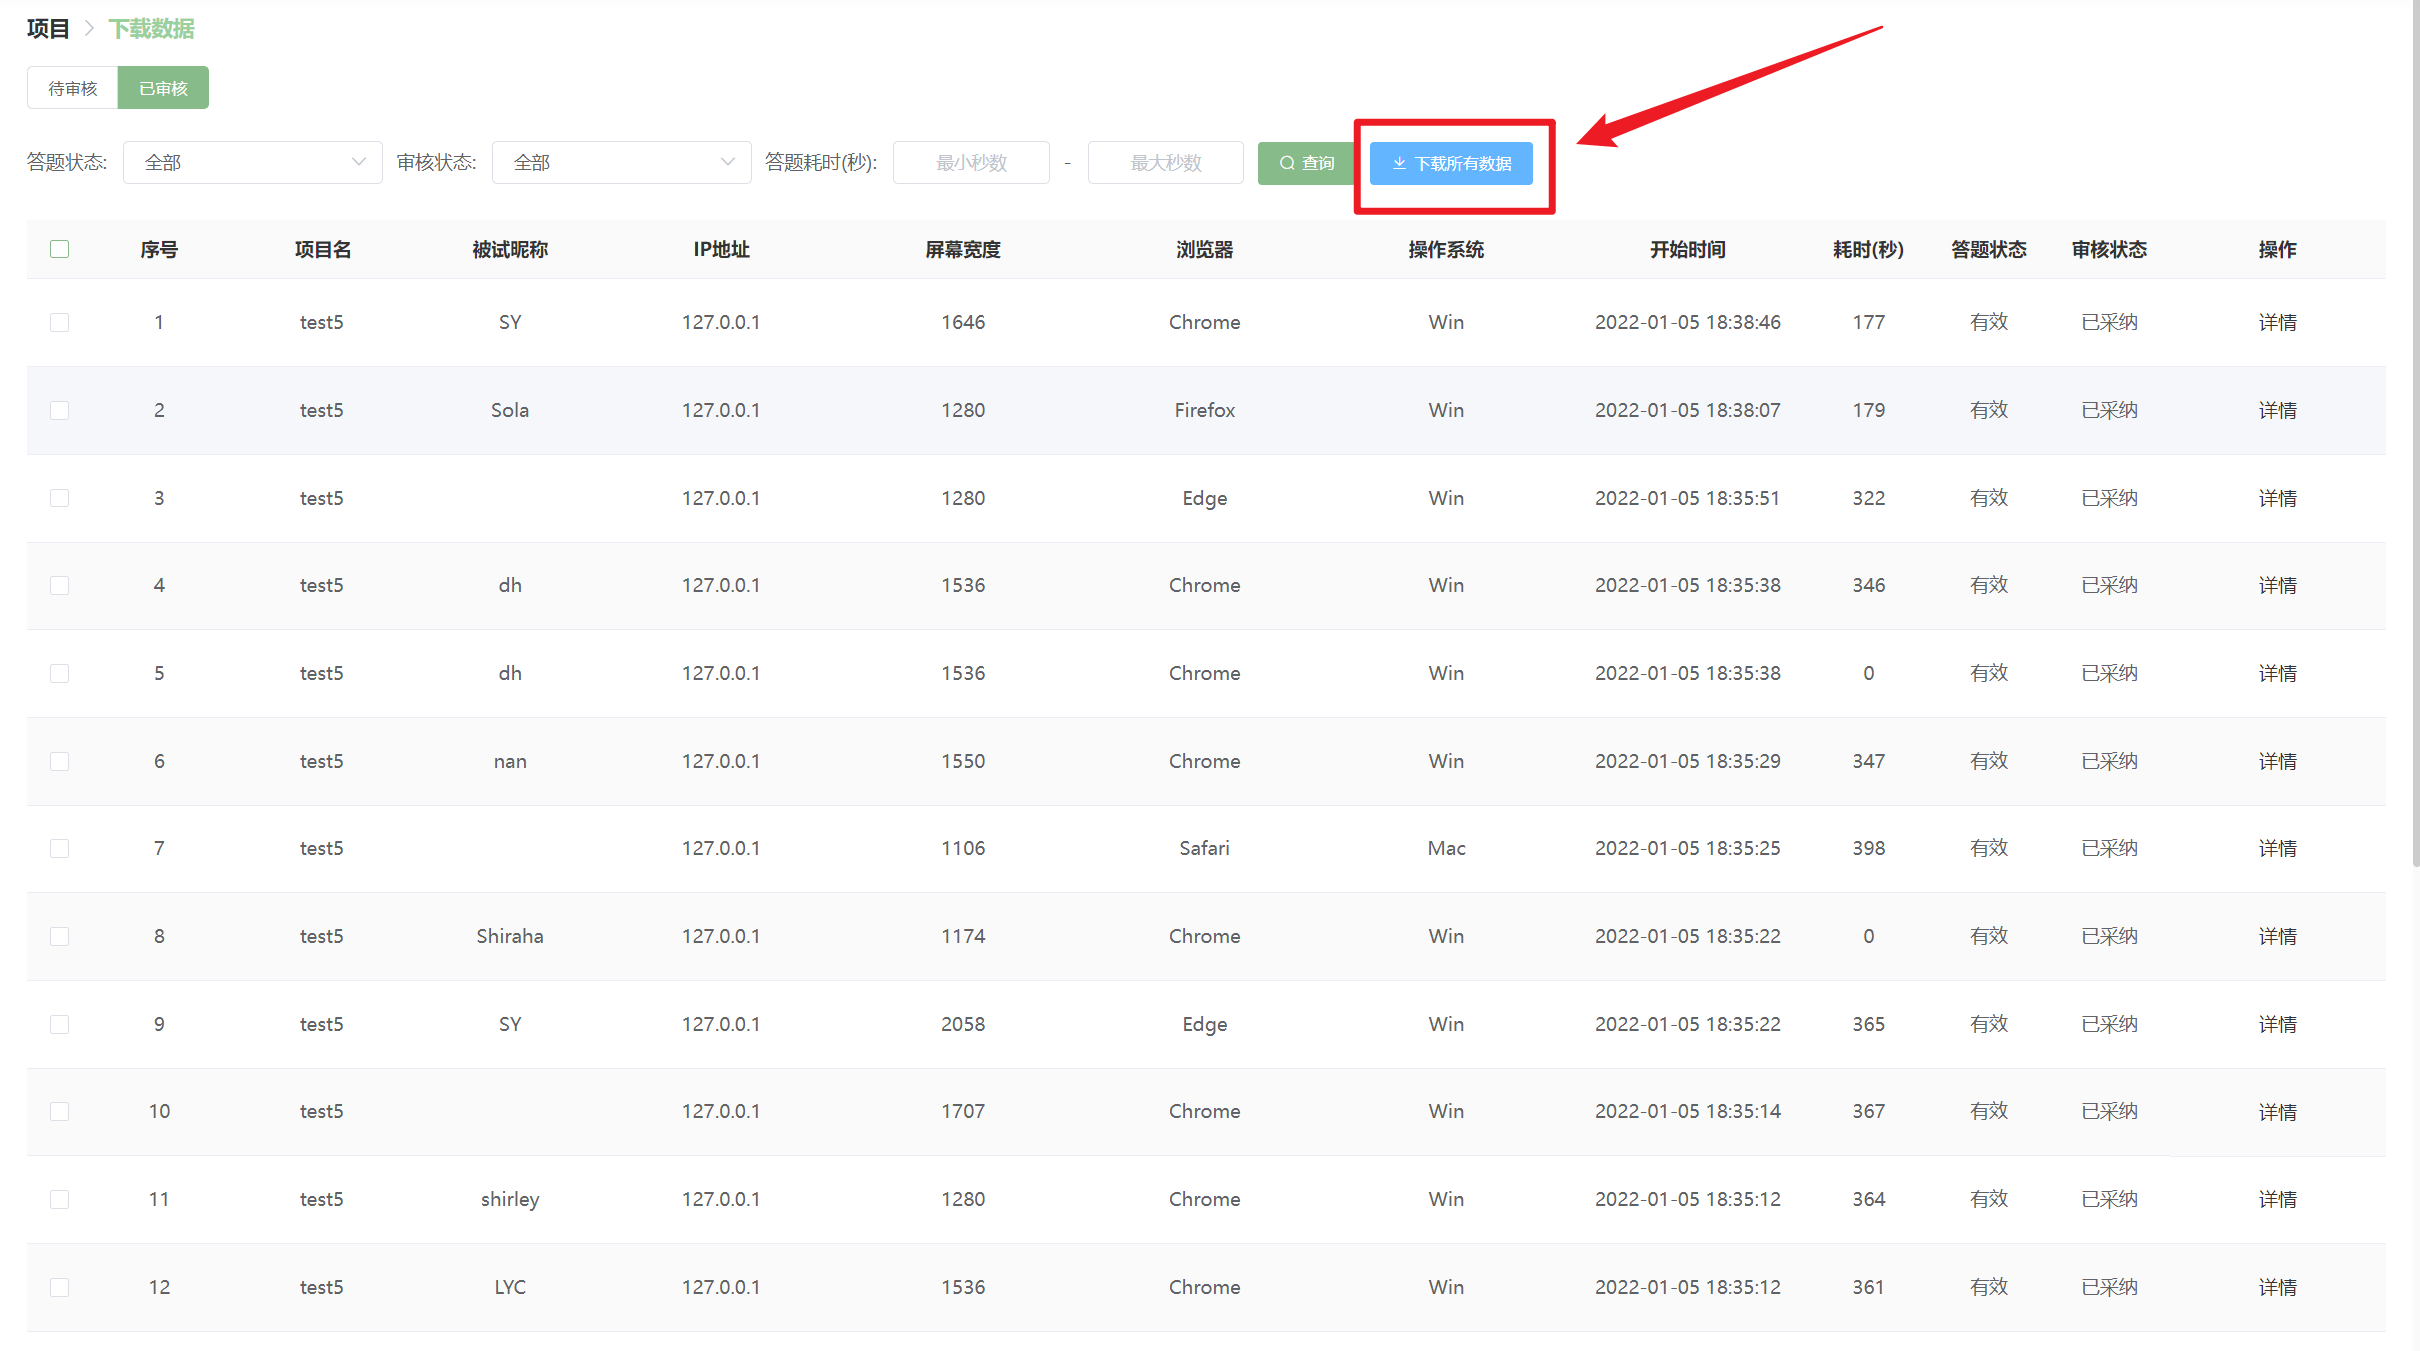 项目 > 下载数据
待审核 已审核
答题状态: 全部 审核状态: 全部 答题耗时(秒): 最小秒数 - 最大秒数 查询 下载所有数据
序号 项目名 被试昵称 IP地址 屏幕宽度 浏览器 操作系统 开始时间 耗时(秒) 答题状态 审核状态 操作
1 test5 SY 127.0.0.1 1646 Chrome Win 2022-01-05 18:38:46 177 有效 已采纳 详情
2 test5 Sola 127.0.0.1 1280 Firefox Win 2022-01-05 18:38:07 179 有效 已采纳 详情
3 test5 127.0.0.1 1280 Edge Win 2022-01-05 18:35:51 322 有效 已采纳 详情
4 test5 dh 127.0.0.1 1536 Chrome Win 2022-01-05 18:35:38 346 有效 已采纳 详情
5 test5 dh 127.0.0.1 1536 Chrome Win 2022-01-05 18:35:38 0 有效 已采纳 详情
6 test5 nan 127.0.0.1 1550 Chrome Win 2022-01-05 18:35:29 347 有效 已采纳 详情
7 test5 127.0.0.1 1106 Safari Mac 2022-01-05 18:35:25 398 有效 已采纳 详情
8 test5 Shiraha 127.0.0.1 1174 Chrome Win 2022-01-05 18:35:22 0 有效 已采纳 详情
9 test5 SY 127.0.0.1 2058 Edge Win 2022-01-05 18:35:22 365 有效 已采纳 详情
10 test5 127.0.0.1 1707 Chrome Win 2022-01-05 18:35:14 367 有效 已采纳 详情
11 test5 shirley 127.0.0.1 1280 Chrome Win 2022-01-05 18:35:12 364 有效 已采纳 详情
12 test5 LYC 127.0.0.1 1536 Chrome Win 2022-01-05 18:35:12 361 有效 已采纳 详情